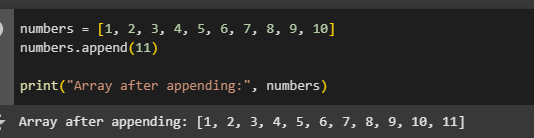 numbers = [1, 2, 3, 4, 5, 6, 7, 8, 9, 10]
numbers.append(11)
print("Array after appending:", numbers)
Array after appending: [1, 2, 3, 4, 5, 6, 7, 8, 9, 10, 11]